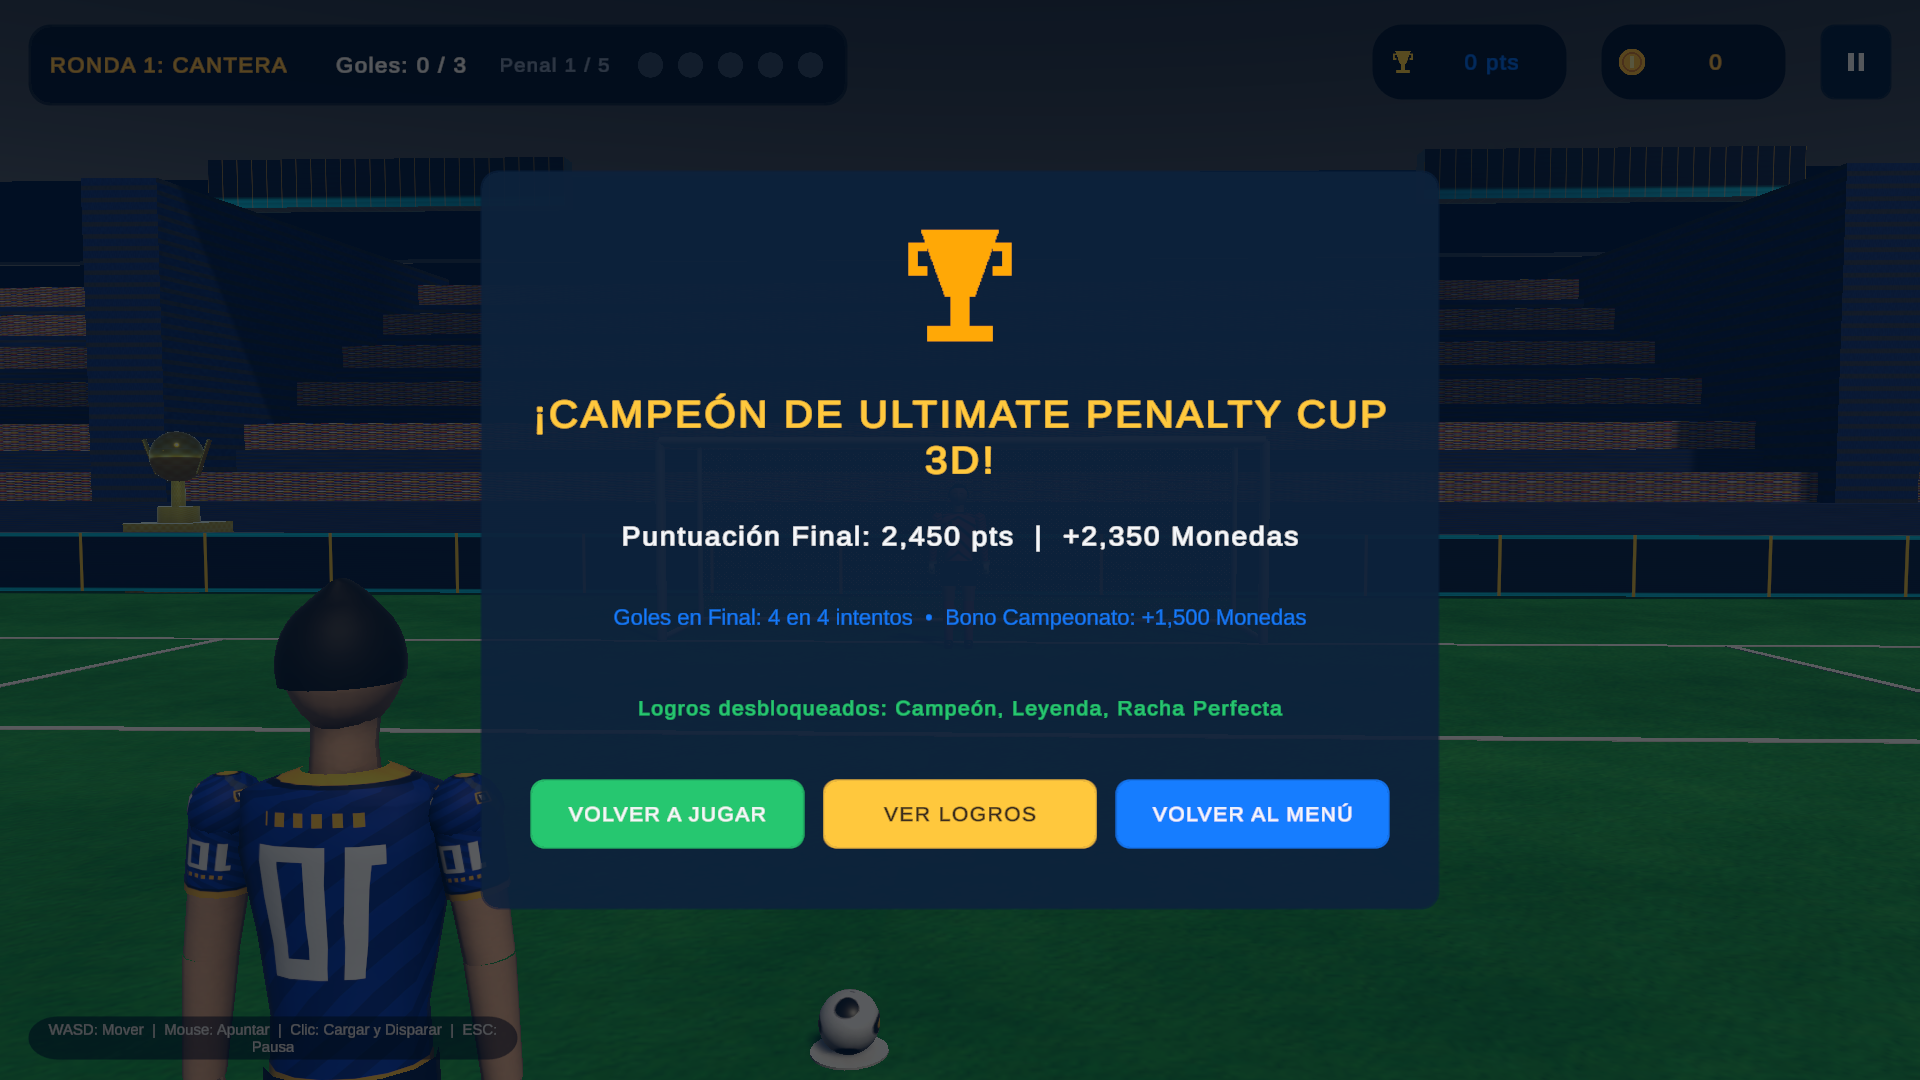 RONDA 1: CANTERA
Goles: 0 / 3
Penal 1 / 5
0 pts
0
¡CAMPEÓN DE ULTIMATE PENALTY CUP
3D!
Puntuación Final: 2,450 pts | +2,350 Monedas
Goles en Final: 4 en 4 intentos • Bono Campeonato: +1,500 Monedas
Logros desbloqueados: Campeón, Leyenda, Racha Perfecta
VOLVER A JUGAR
VER LOGROS
VOLVER AL MENÚ
WASD: Mover | Mouse: Apuntar | Clic: Cargar y Disparar | ESC:
Pausa